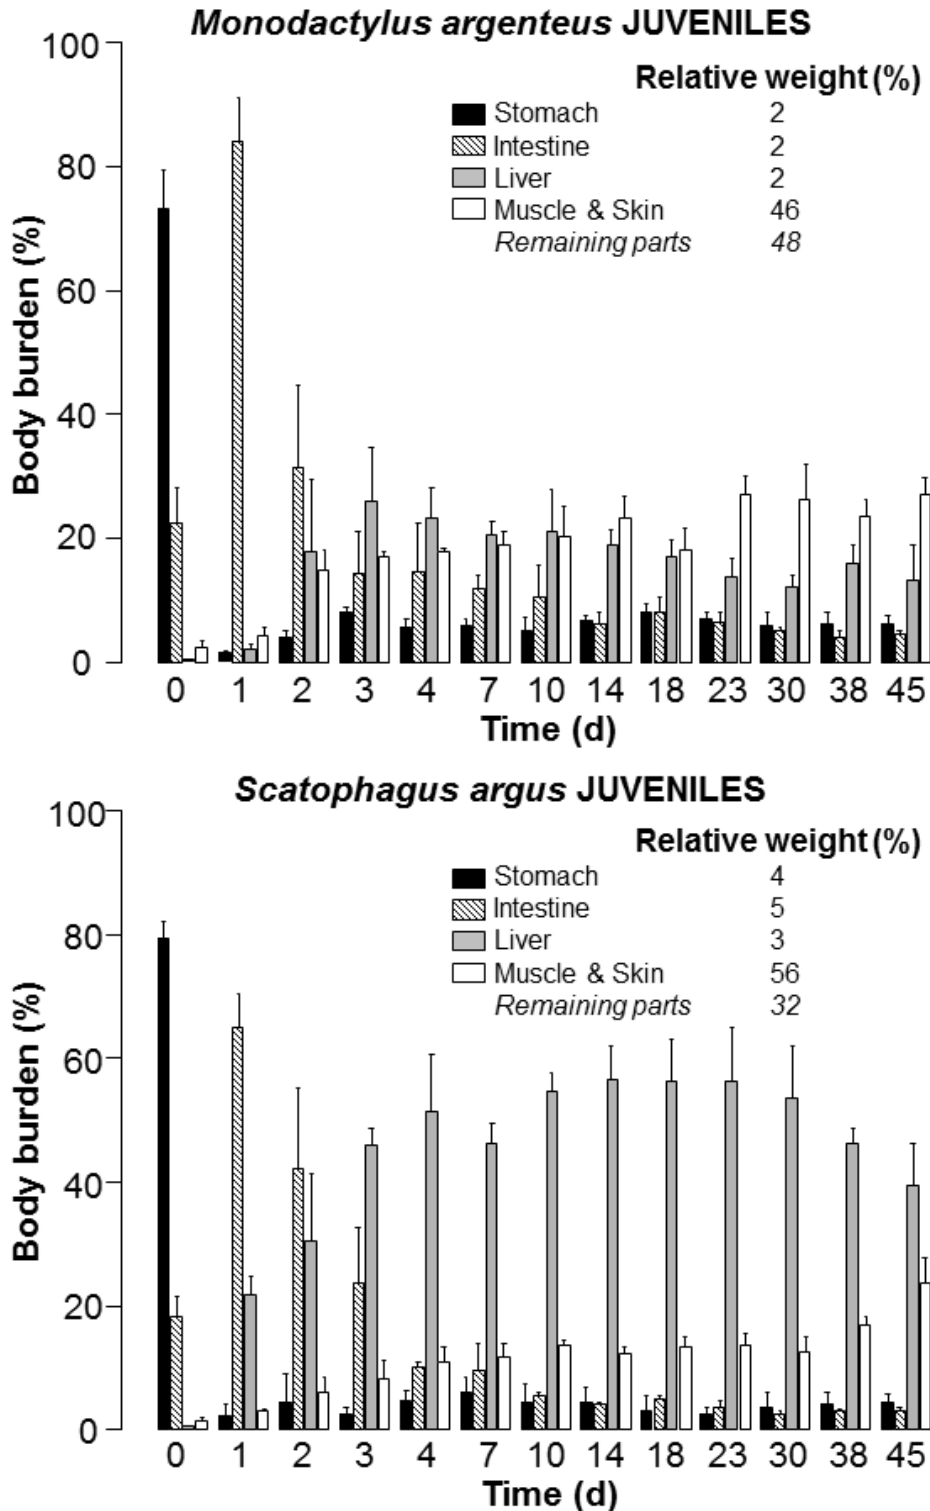 Monodactylus argenteus JUVENILES
Relative weight (%)
Stomach 2
Intestine 2
Liver 2
Muscle & Skin 46
Remaining parts 48
Body burden (%)
100
80
60
40
20
0
0 1 2 3 4 7 10 14 18 23 30 38 45
Time (d)
Scatophagus argus JUVENILES
Relative weight (%)
Stomach 4
Intestine 5
Liver 3
Muscle & Skin 56
Remaining parts 32
Body burden (%)
100
80
60
40
20
0
0 1 2 3 4 7 10 14 18 23 30 38 45
Time (d)